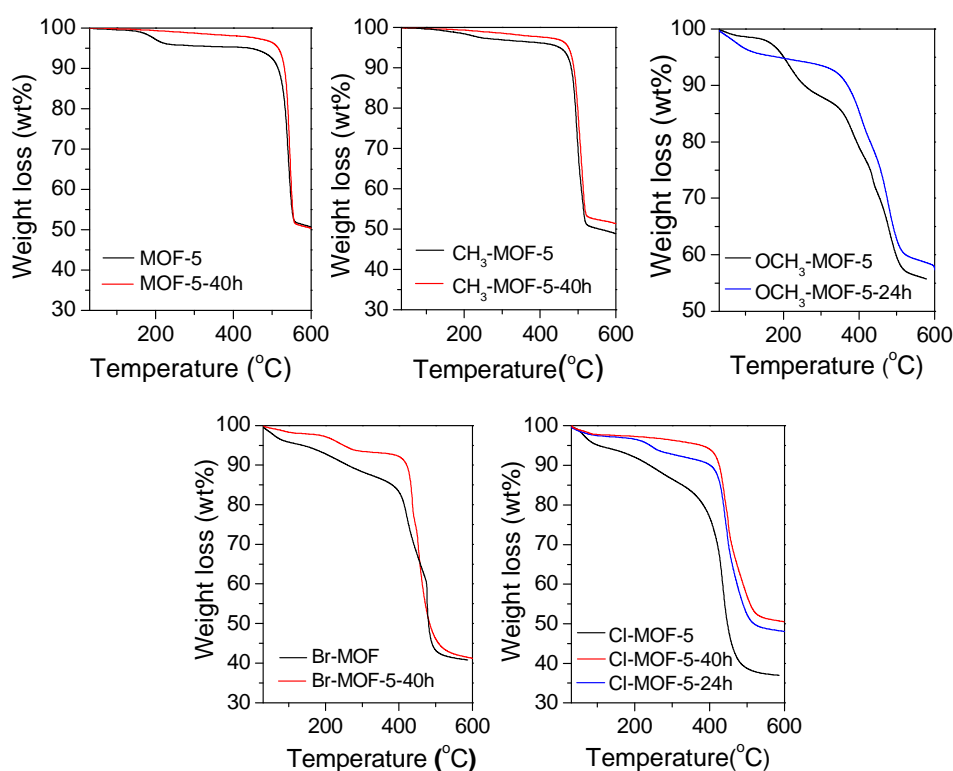 100
90
80
70
60
50
40
30
Weight loss (wt%)
MOF-5
MOF-5-40h
200
400
600
Temperature (°C)
100
90
80
70
60
50
40
30
Weight loss (wt%)
CH₃-MOF-5
CH₃-MOF-5-40h
200
400
600
Temperature(°C)
100
90
80
70
60
50
Weight loss (wt%)
OCH₃-MOF-5
OCH₃-MOF-5-24h
200
400
600
Temperature (°C)
100
90
80
70
60
50
40
30
Weight loss (wt%)
Br-MOF
Br-MOF-5-40h
200
400
600
Temperature (°C)
100
90
80
70
60
50
40
30
Weight loss (wt%)
Cl-MOF-5
Cl-MOF-5-40h
Cl-MOF-5-24h
200
400
600
Temperature(°C)